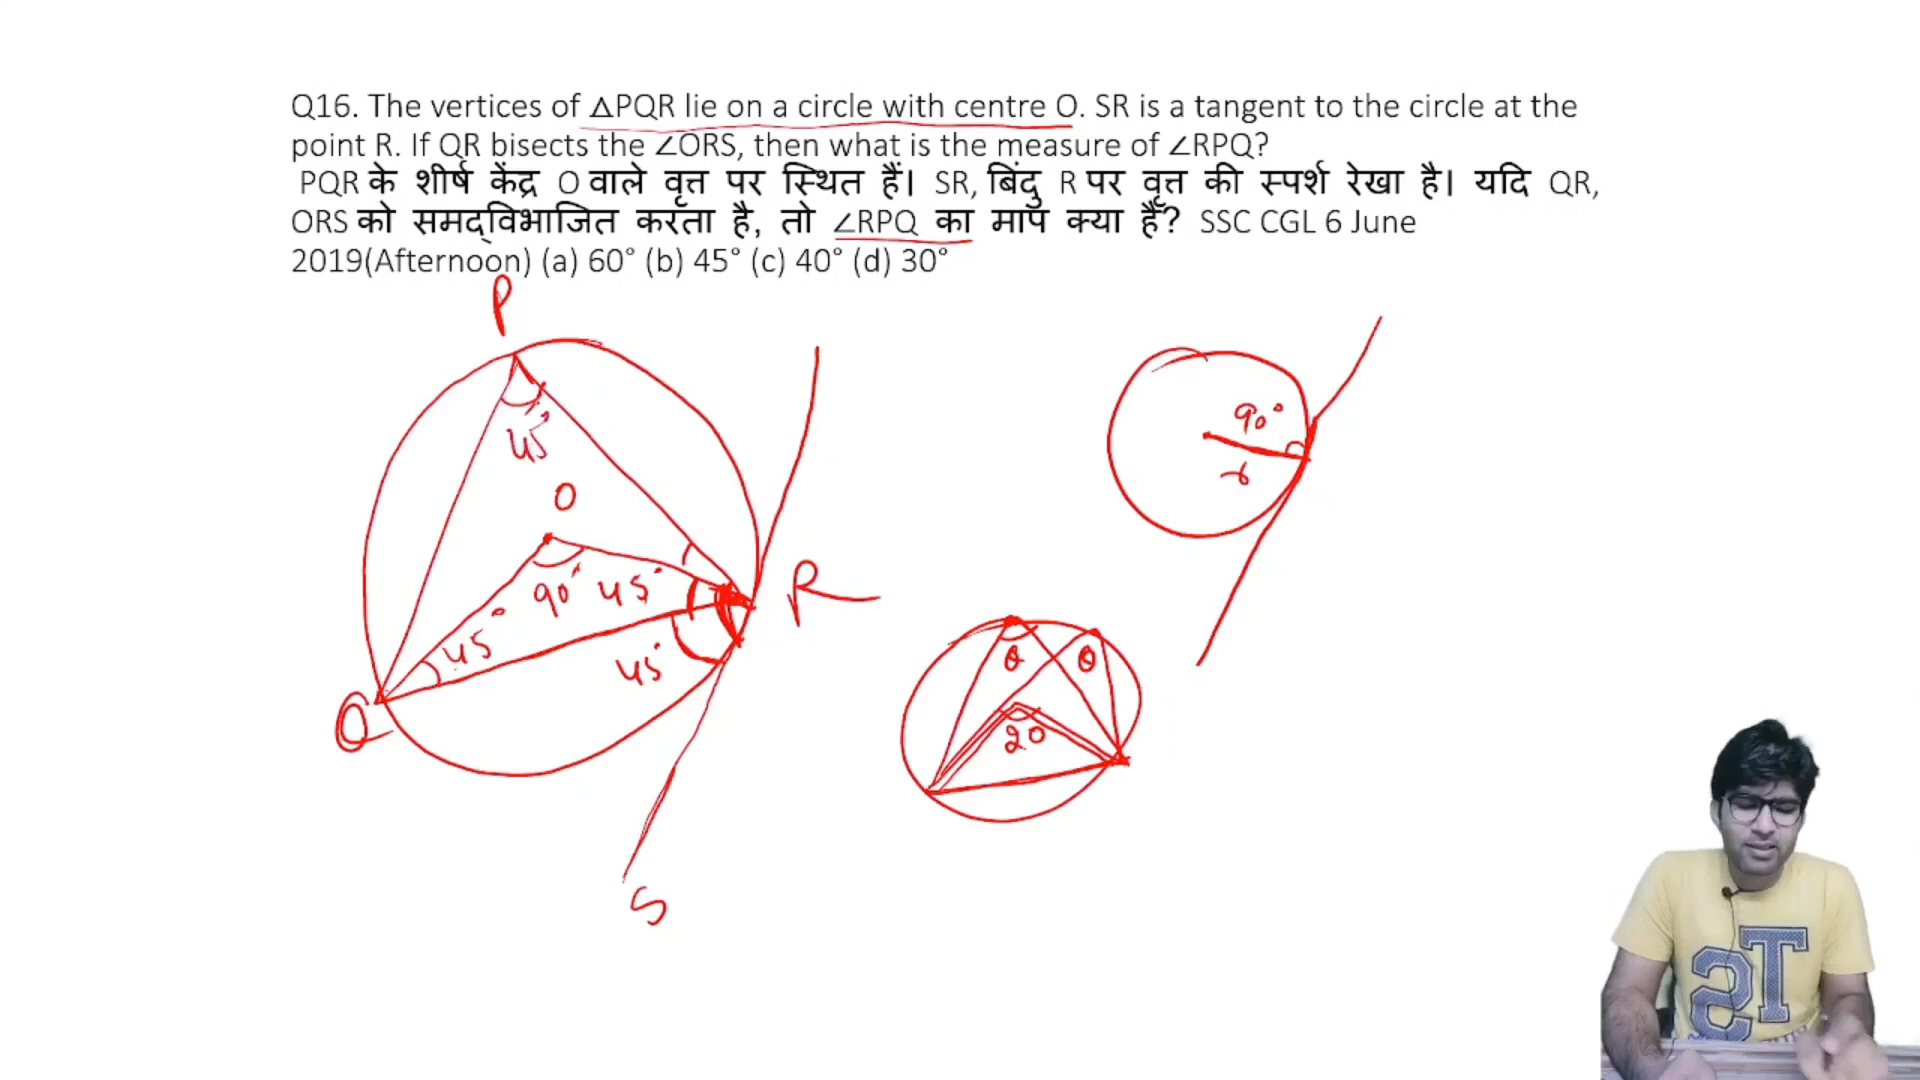 Q16. The vertices of △PQR lie on a circle with centre O. SR is a tangent to the circle at the
point R. If QR bisects the ∠ORS, then what is the measure of ∠RPQ?
PQR के शीर्ष केंद्र O वाले वृत्त पर स्थित हैं। SR, बिंदु R पर वृत्त की स्पर्श रेखा है। यदि QR,
ORS को समद्विभाजित करता है, तो ∠RPQ का माप क्या है? SSC CGL 6 June
2019(Afternoon) (a) 60° (b) 45° (c) 40° (d) 30°
P
45°
O
90° 45°
45°
45°
R
Q
S
90°
r
θ θ
2θ
ST